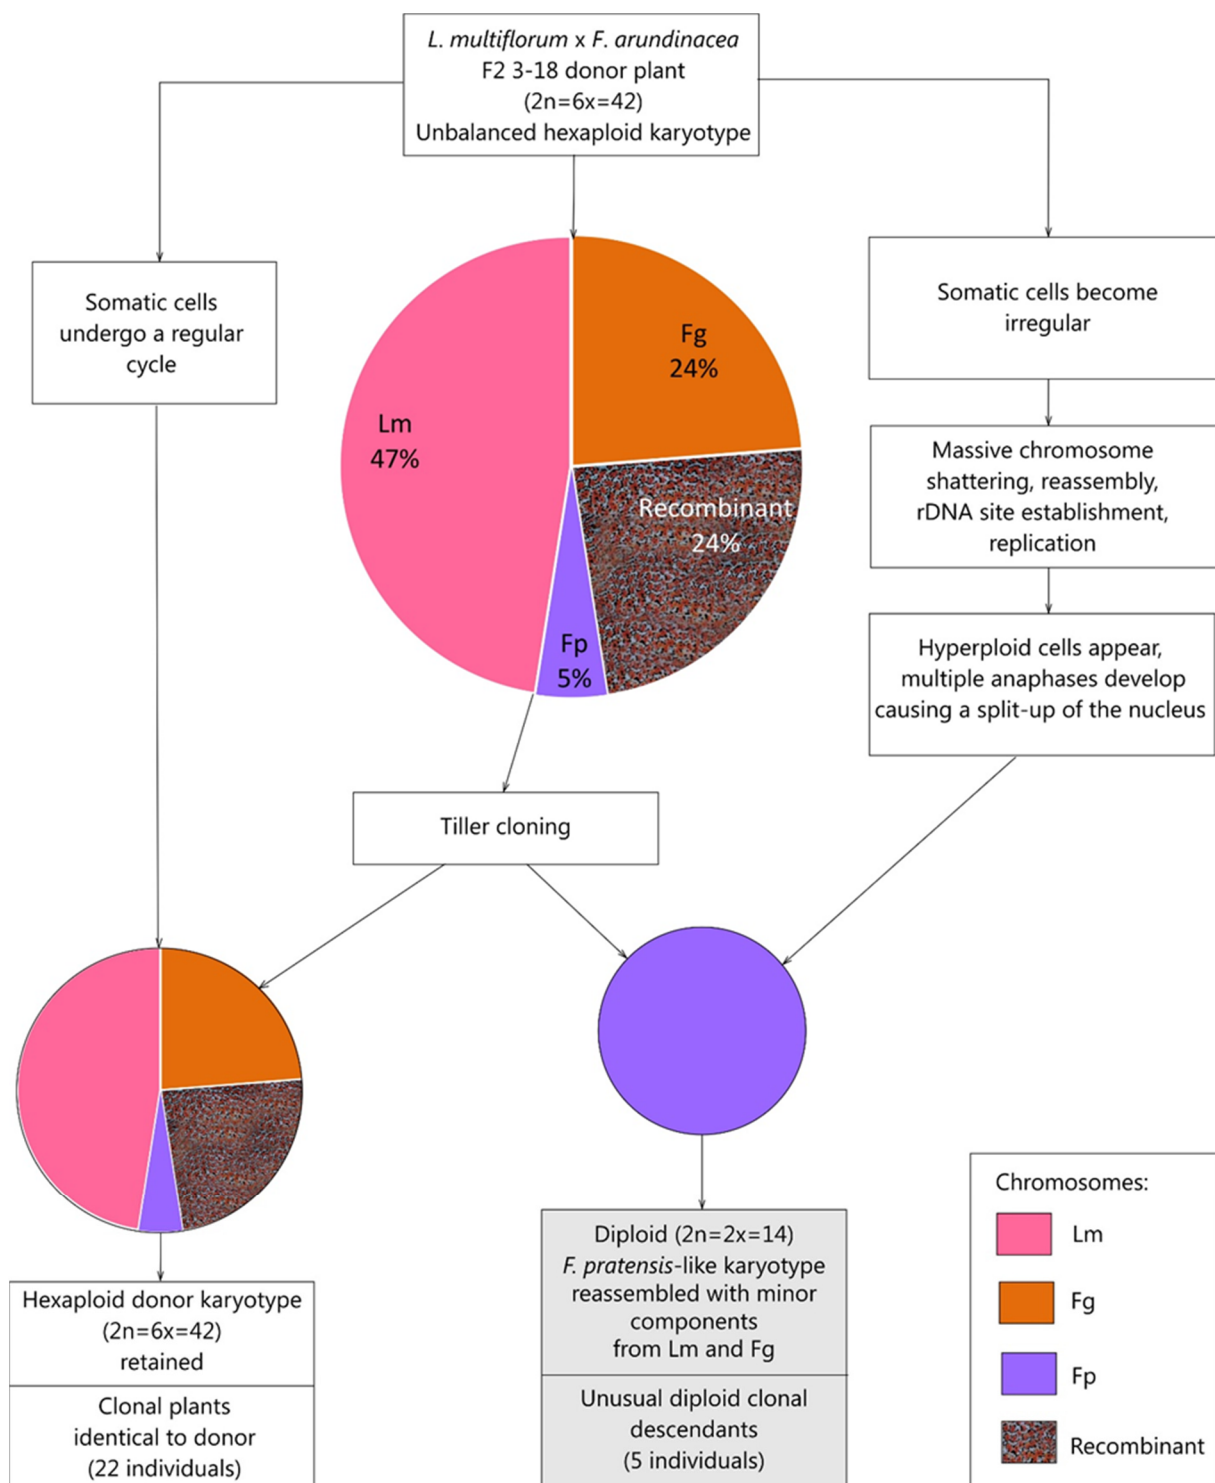 L. multiflorum x F. arundinacea
F2 3-18 donor plant
(2n=6x=42)
Unbalanced hexaploid karyotype
Somatic cells
undergo a regular
cycle
Fg
24%
Lm
47%
Recombinant
24%
Fp
5%
Somatic cells become
irregular
Massive chromosome
shattering, reassembly,
rDNA site establishment,
replication
Hyperploid cells appear,
multiple anaphases develop
causing a split-up of the nucleus
Tiller cloning
Hexaploid donor karyotype
(2n=6x=42)
retained
Clonal plants
identical to donor
(22 individuals)
Diploid (2n=2x=14)
F. pratensis-like karyotype
reassembled with minor
components
from Lm and Fg
Unusual diploid clonal
descendants
(5 individuals)
Chromosomes:
Lm
Fg
Fp
Recombinant